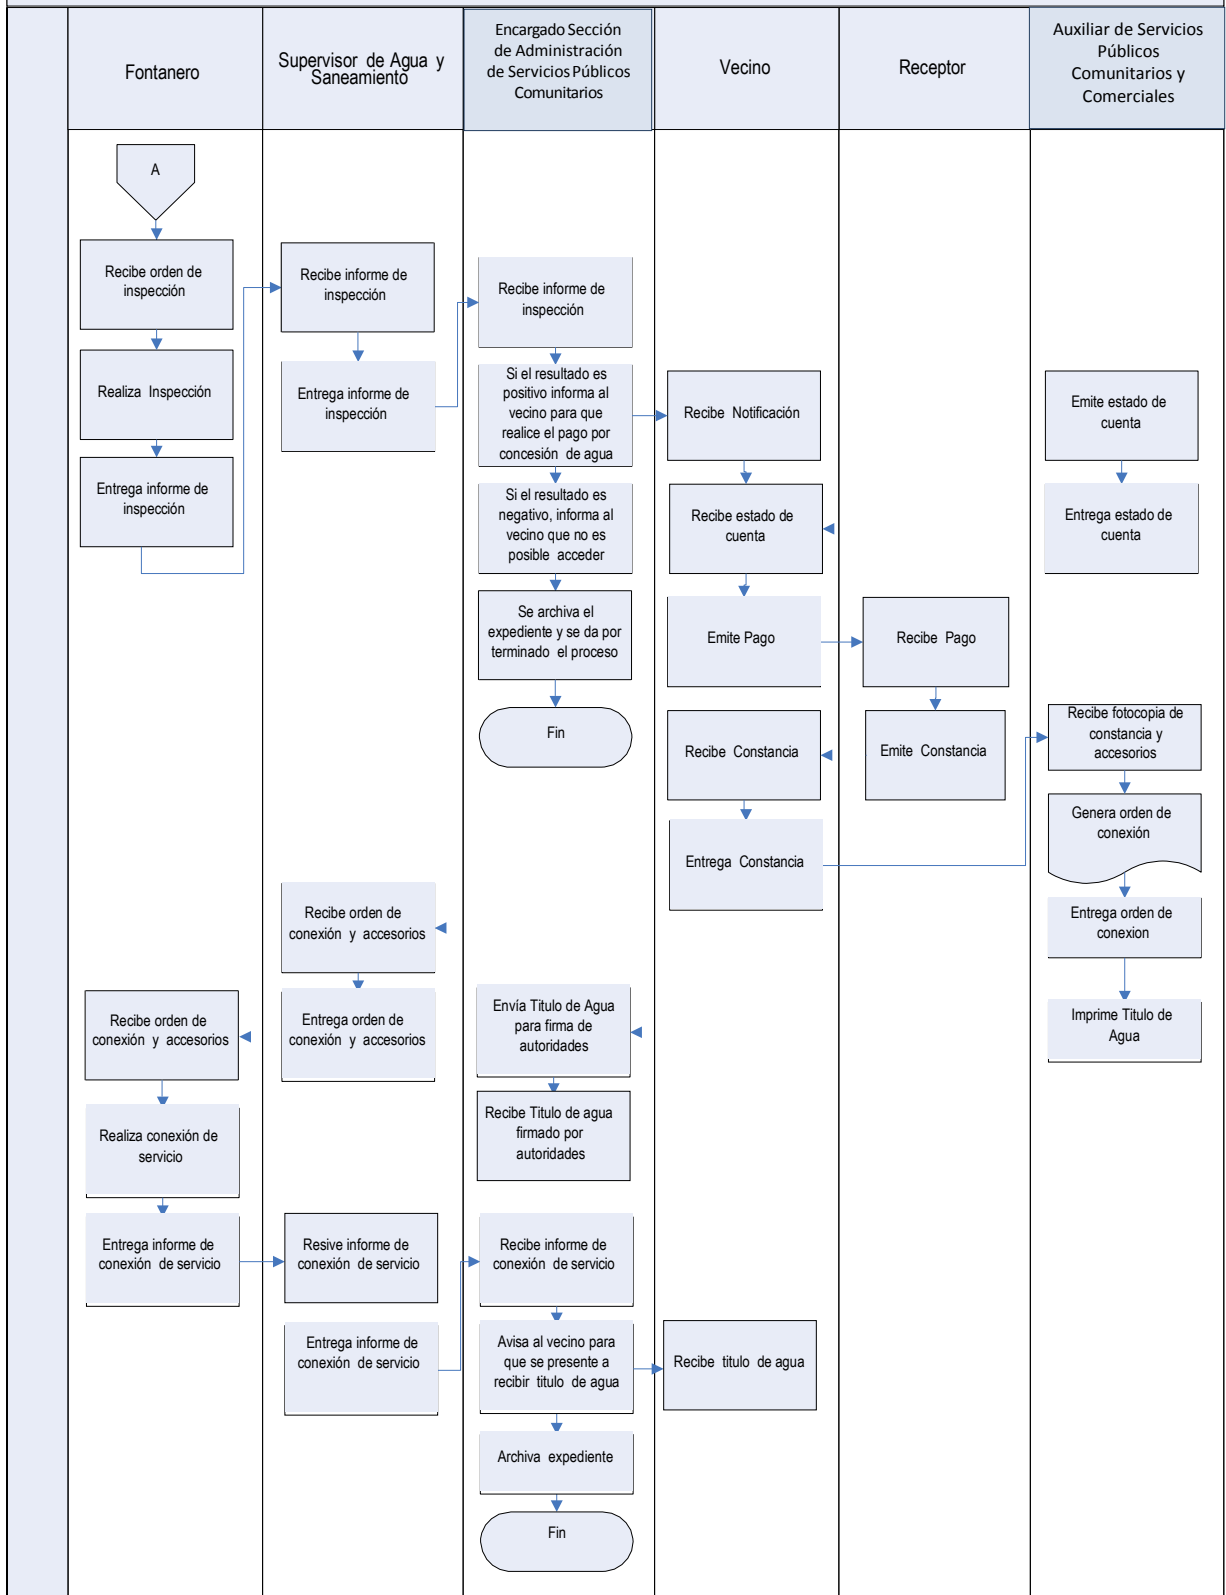 Fontanero
Supervisor de Agua y
Saneamiento
Encargado Sección
de Administración
de Servicios Públicos
Comunitarios
Vecino
Receptor
Auxiliar de Servicios
Públicos
Comunitarios y
Comerciales
A
Recibe orden de
inspección
Realiza Inspección
Entrega informe de
inspección
Recibe informe de
inspección
Entrega informe de
inspección
Recibe informe de
inspección
Si el resultado es
positivo informa al
vecino para que
realice el pago por
concesión de agua
Si el resultado es
negativo, informa al
vecino que no es
posible acceder
Se archiva el
expediente y se da por
terminado el proceso
Fin
Recibe Notificación
Recibe estado de
cuenta
Emite Pago
Recibe Constancia
Entrega Constancia
Recibe Pago
Emite Constancia
Emite estado de
cuenta
Entrega estado de
cuenta
Recibe fotocopia de
constancia y
accesorios
Genera orden de
conexión
Entrega orden de
conexion
Imprime Titulo de
Agua
Recibe orden de
conexión y accesorios
Entrega orden de
conexión y accesorios
Recibe orden de
conexión y accesorios
Realiza conexión de
servicio
Entrega informe de
conexión de servicio
Resive informe de
conexión de servicio
Entrega informe de
conexión de servicio
Envía Titulo de Agua
para firma de
autoridades
Recibe Titulo de agua
firmado por
autoridades
Recibe informe de
conexión de servicio
Avisa al vecino para
que se presente a
recibir titulo de agua
Recibe titulo de agua
Archiva expediente
Fin